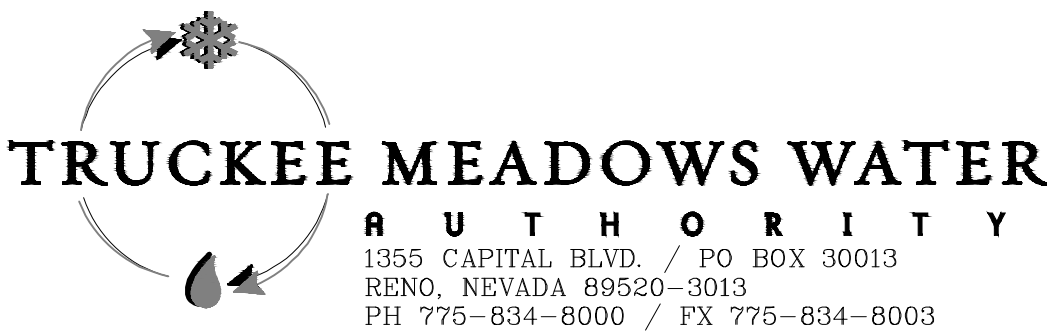 TRUCKEE MEADOWS WATER
AUTHORITY
1355 CAPITAL BLVD. / PO BOX 30013
RENO, NEVADA 89520-3013
PH 775-834-8000 / FX 775-834-8003